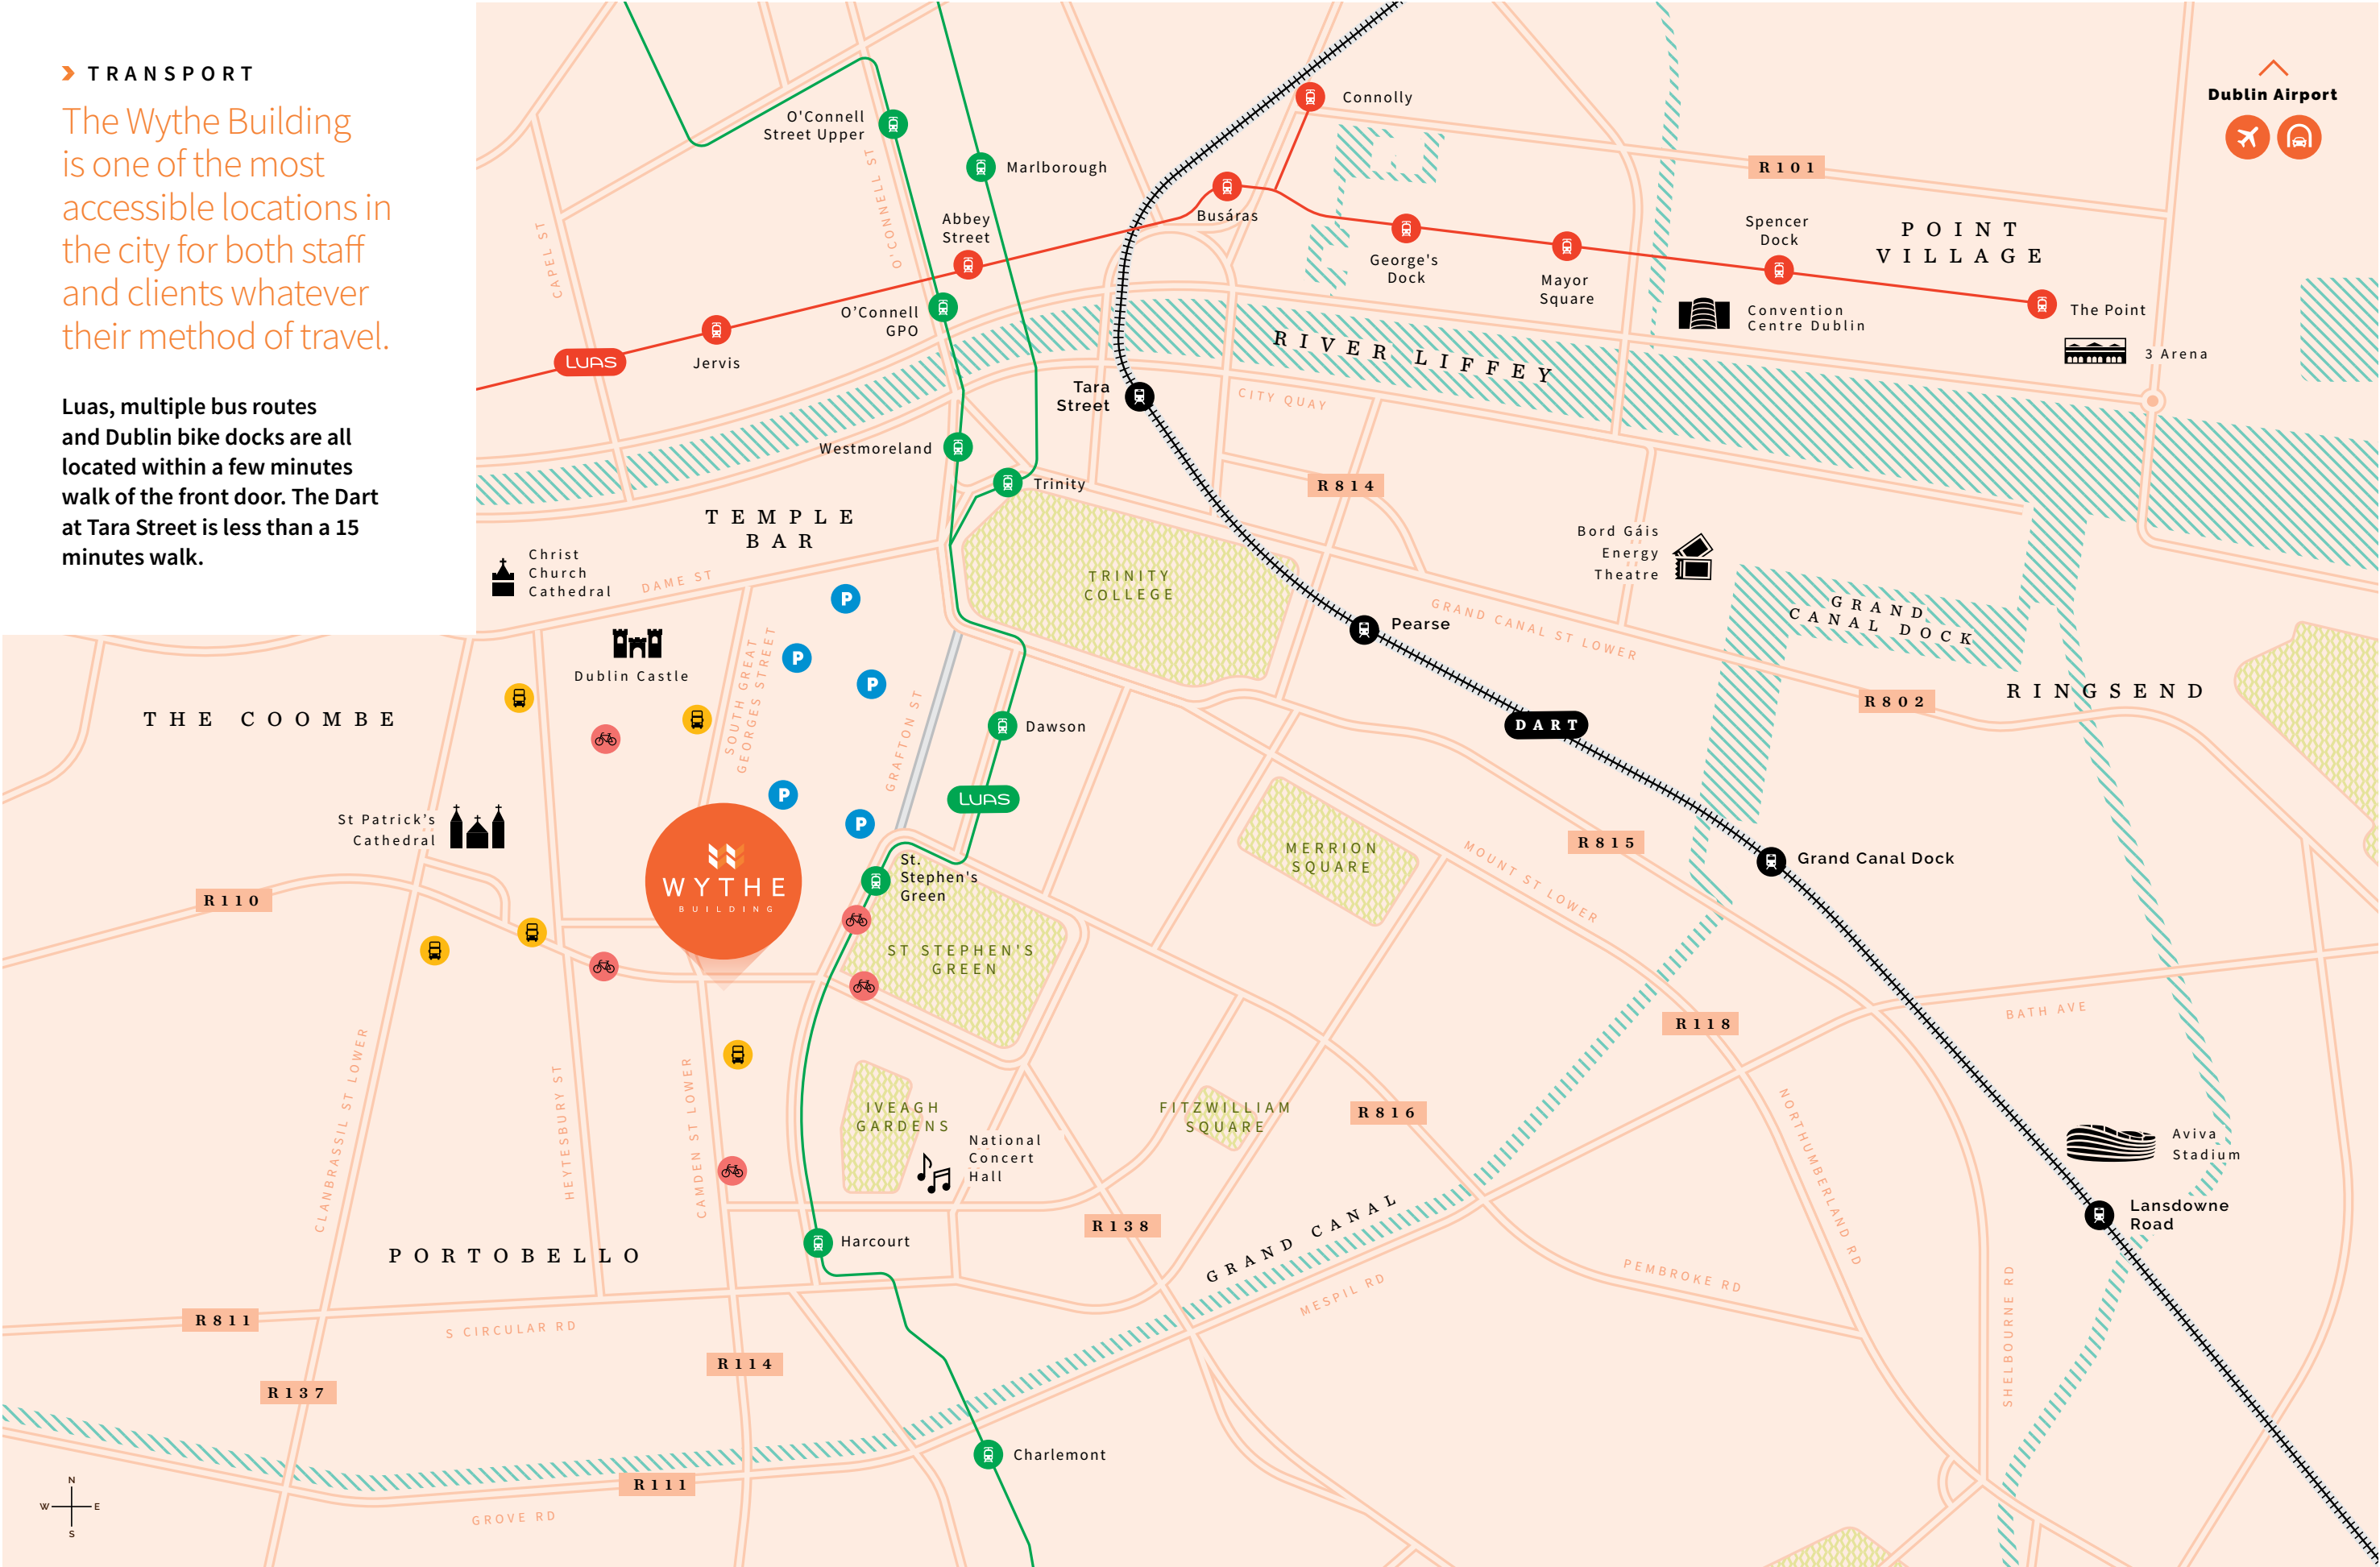 TRANSPORT
The Wythe Building
is one of the most
accessible locations in
the city for both staff
and clients whatever
their method of travel.
Luas, multiple bus routes
and Dublin bike docks are all
located within a few minutes
walk of the front door. The Dart
at Tara Street is less than a 15
minutes walk.
Dublin Airport
O'Connell
Street Upper
Marlborough
Connolly
R101
Abbey
Street
Busáras
George's
Dock
Mayor
Square
Spencer
Dock
POINT
VILLAGE
The Point
Convention
Centre Dublin
3 Arena
CAPEL ST
O'CONNELL ST
O'Connell
GPO
Jervis
LUAS
RIVER LIFFEY
CITY QUAY
Tara
Street
Westmoreland
Trinity
R814
TEMPLE
BAR
Christ
Church
Cathedral
DAME ST
TRINITY
COLLEGE
Bord Gáis
Energy
Theatre
GRAND
CANAL DOCK
GRAND CANAL ST LOWER
Pearse
P
P
P
P
P
Dublin Castle
SOUTH GREAT
GEORGES STREET
GRAFTON ST
THE COOMBE
RINGSEND
R802
DART
Dawson
LUAS
St Patrick's
Cathedral
R110
WYTHE
BUILDING
St.
Stephen's
Green
ST STEPHEN'S
GREEN
MERRION
SQUARE
MOUNT ST LOWER
R815
Grand Canal Dock
R118
BATH AVE
CLANBRASSIL ST LOWER
HEYTESBURY ST
CAMDEN ST LOWER
IVEAGH
GARDENS
National
Concert
Hall
FITZWILLIAM
SQUARE
R816
NORTHUMBERLAND RD
Aviva
Stadium
Lansdowne
Road
R138
GRAND CANAL
MESPIL RD
PEMBROKE RD
SHELBOURNE RD
Harcourt
PORTOBELLO
R811
S CIRCULAR RD
R114
R137
Charlemont
R111
GROVE RD
N
W
E
S